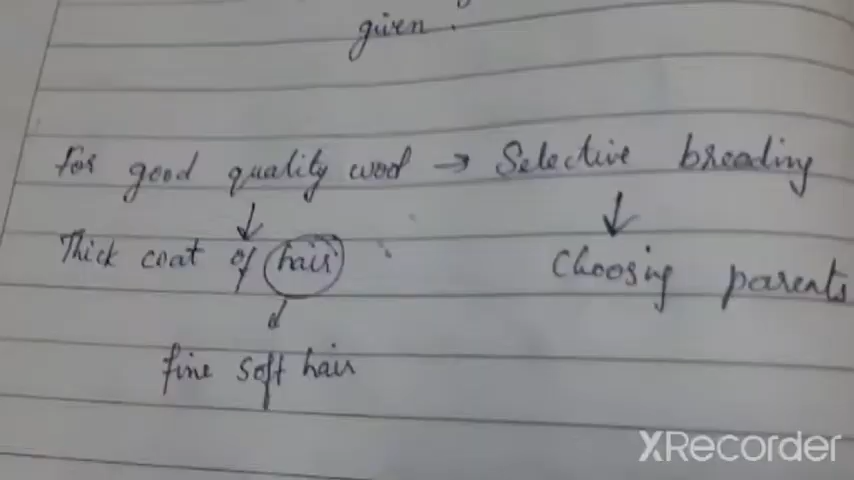 given.
for good quality wool → Selective breeding
↓ ↓
Thick coat of hair choosing parents
↓
fine soft hair
XRecorder